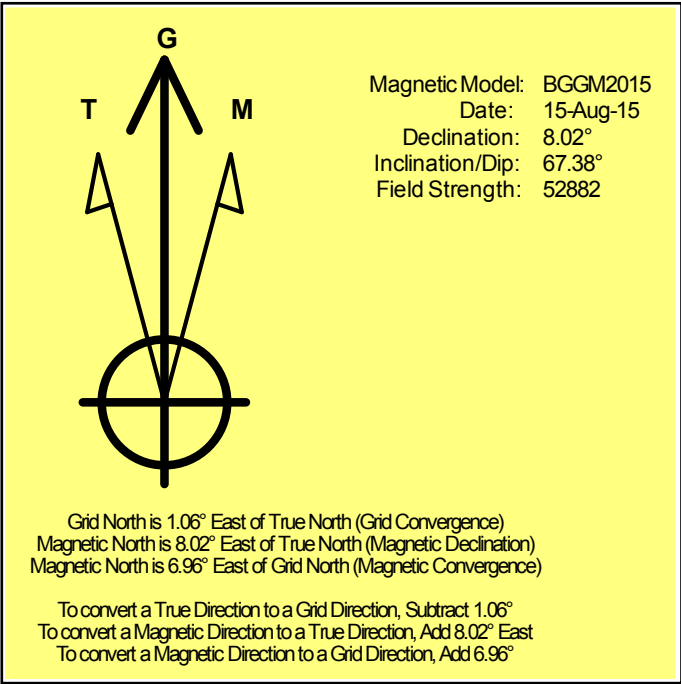 G
T M
Magnetic Model: BGGM2015
Date: 15-Aug-15
Declination: 8.02°
Inclination/Dip: 67.38°
Field Strength: 52882
Grid North is 1.06° East of True North (Grid Convergence)
Magnetic North is 8.02° East of True North (Magnetic Declination)
Magnetic North is 6.96° East of Grid North (Magnetic Convergence)
To convert a True Direction to a Grid Direction, Subtract 1.06°
To convert a Magnetic Direction to a True Direction, Add 8.02° East
To convert a Magnetic Direction to a Grid Direction, Add 6.96°